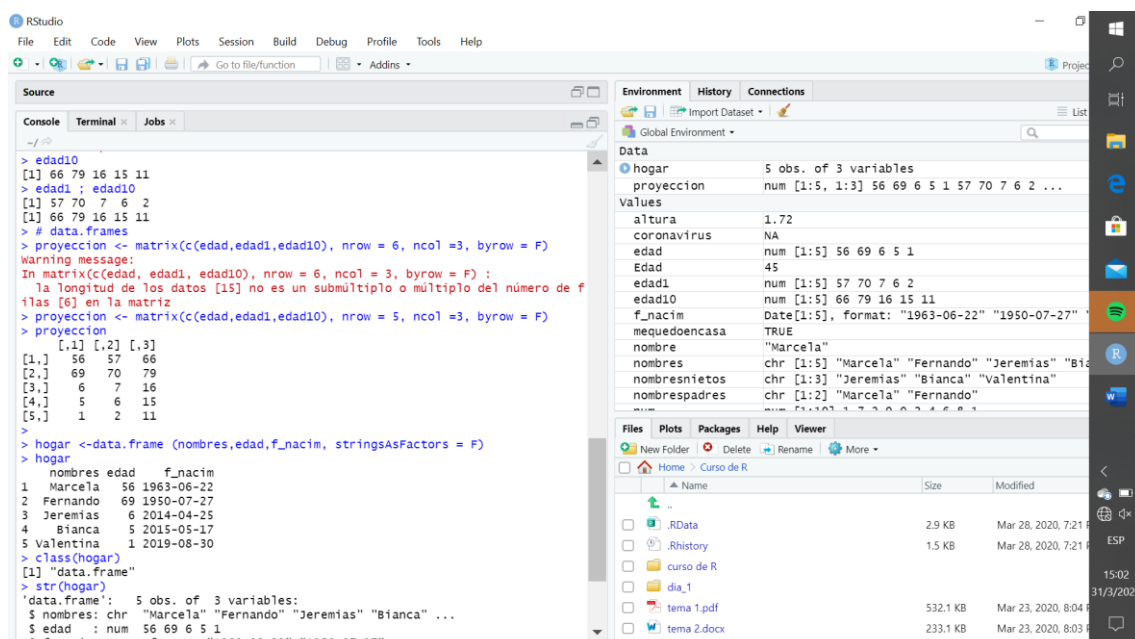 RStudio
File Edit Code View Plots Session Build Debug Profile Tools Help
Go to file/function Addins
Projec
Source
Console Terminal Jobs
~/
> edad10
[1] 66 79 16 15 11
> edad1 ; edad10
[1] 57 70 7 6 2
[1] 66 79 16 15 11
> # data.frames
> proyeccion <- matrix(c(edad,edad1,edad10), nrow = 6, ncol =3, byrow = F)
Warning message:
In matrix(c(edad, edad1, edad10), nrow = 6, ncol = 3, byrow = F) :
la longitud de los datos [15] no es un submúltiplo o múltiplo del número de f
ilas [6] en la matriz
> proyeccion <- matrix(c(edad,edad1,edad10), nrow = 5, ncol =3, byrow = F)
> proyeccion
[,1] [,2] [,3]
[1,] 56 57 66
[2,] 69 70 79
[3,] 6 7 16
[4,] 5 6 15
[5,] 1 2 11
>
> hogar <-data.frame (nombres,edad,f_nacim, stringsAsFactors = F)
> hogar
nombres edad f_nacim
1 Marcela 56 1963-06-22
2 Fernando 69 1950-07-27
3 Jeremias 6 2014-04-25
4 Bianca 5 2015-05-17
5 Valentina 1 2019-08-30
> class(hogar)
[1] "data.frame"
> str(hogar)
'data.frame': 5 obs. of 3 variables:
$ nombres: chr "Marcela" "Fernando" "Jeremias" "Bianca" ...
$ edad : num 56 69 6 5 1
Environment History Connections
Import Dataset List
Global Environment
Data
hogar 5 obs. of 3 variables
proyeccion num [1:5, 1:3] 56 69 6 5 1 57 70 7 6 2 ...
Values
altura 1.72
coronavirus NA
edad num [1:5] 56 69 6 5 1
Edad 45
edad1 num [1:5] 57 70 7 6 2
edad10 num [1:5] 66 79 16 15 11
f_nacim Date[1:5], format: "1963-06-22" "1950-07-27" "
mequedoencasa TRUE
nombre "Marcela"
nombres chr [1:5] "Marcela" "Fernando" "Jeremias" "Bia
nombresnietos chr [1:3] "Jeremias" "Bianca" "Valentina"
nombrespadres chr [1:2] "Marcela" "Fernando"
Files Plots Packages Help Viewer
New Folder Delete Rename More
Home > Curso de R
Name Size Modified
..
.RData 2.9 KB Mar 28, 2020, 7:21 P
.Rhistory 1.5 KB Mar 28, 2020, 7:21 P
curso de R
dia_1
tema 1.pdf 532.1 KB Mar 23, 2020, 8:04 P
tema 2.docx 233.1 KB Mar 23, 2020, 8:03 P
ESP
15:02
31/3/202